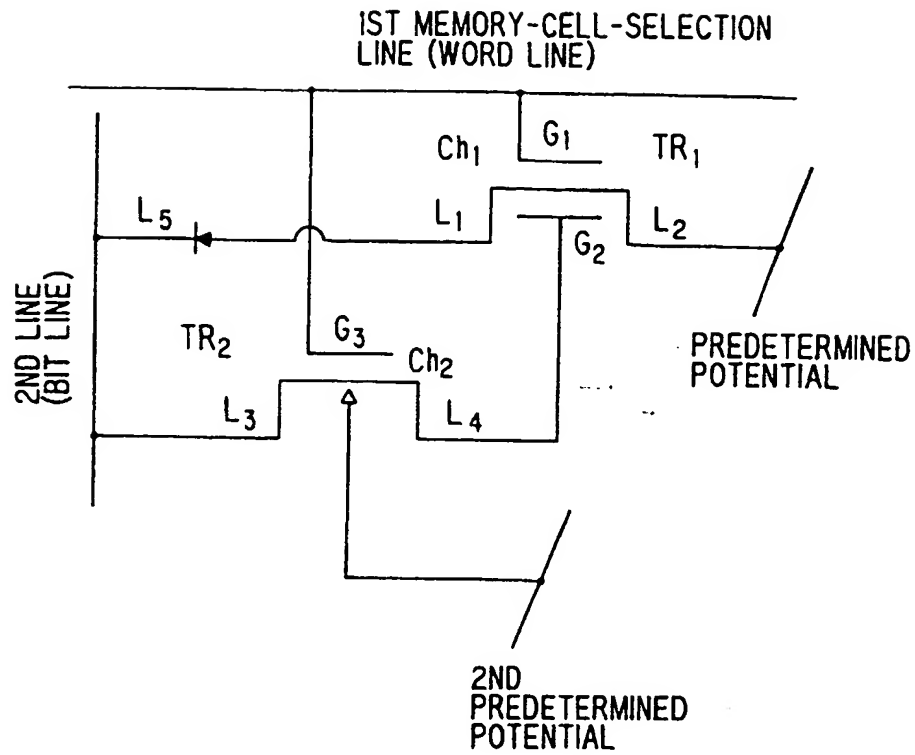 1ST MEMORY-CELL-SELECTION
LINE (WORD LINE)
G1
Ch1
TR1
L5
L1
L2
G2
2ND LINE
(BIT LINE)
TR2
G3
Ch2
PREDETERMINED
POTENTIAL
L3
L4
2ND
PREDETERMINED
POTENTIAL